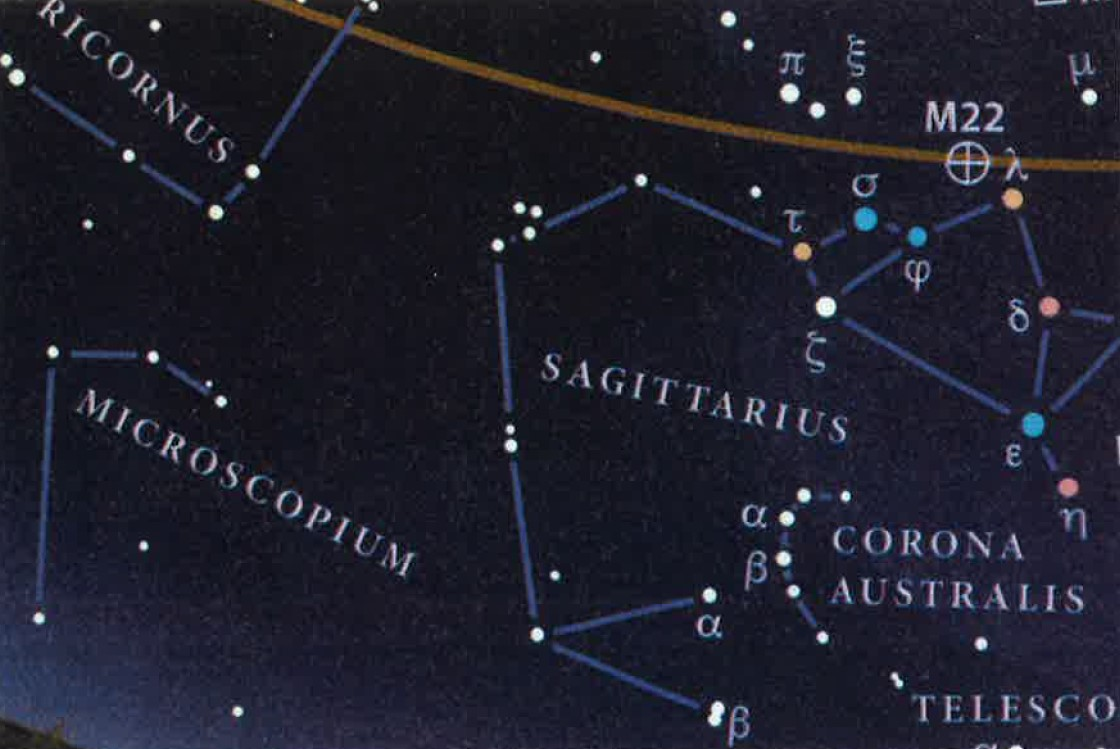 RICORNUS
π
ξ
μ
M22
λ
σ
τ
φ
δ
ζ
SAGITTARIUS
ε
MICROSCOPIUM
η
α
CORONA
β
AUSTRALIS
α
TELESCO
β